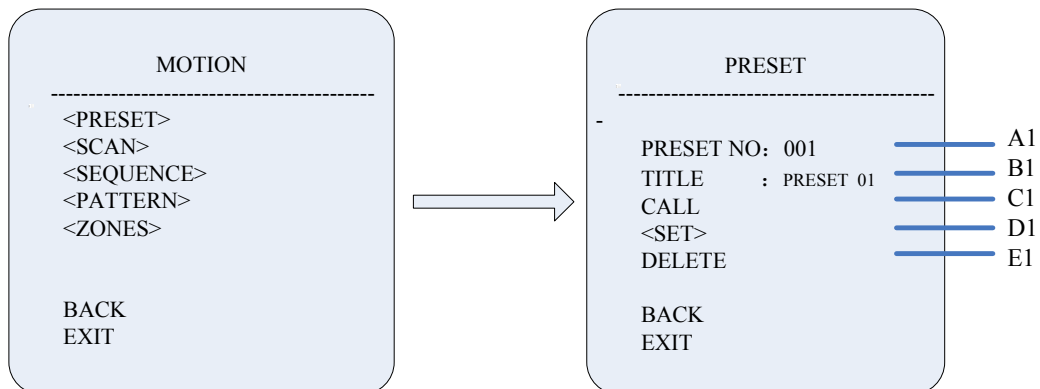 MOTION
<PRESET>
<SCAN>
<SEQUENCE>
<PATTERN>
<ZONES>
BACK
EXIT
PRESET
-
PRESET NO: 001
TITLE : PRESET 01
CALL
<SET>
DELETE
BACK
EXIT
A1
B1
C1
D1
E1